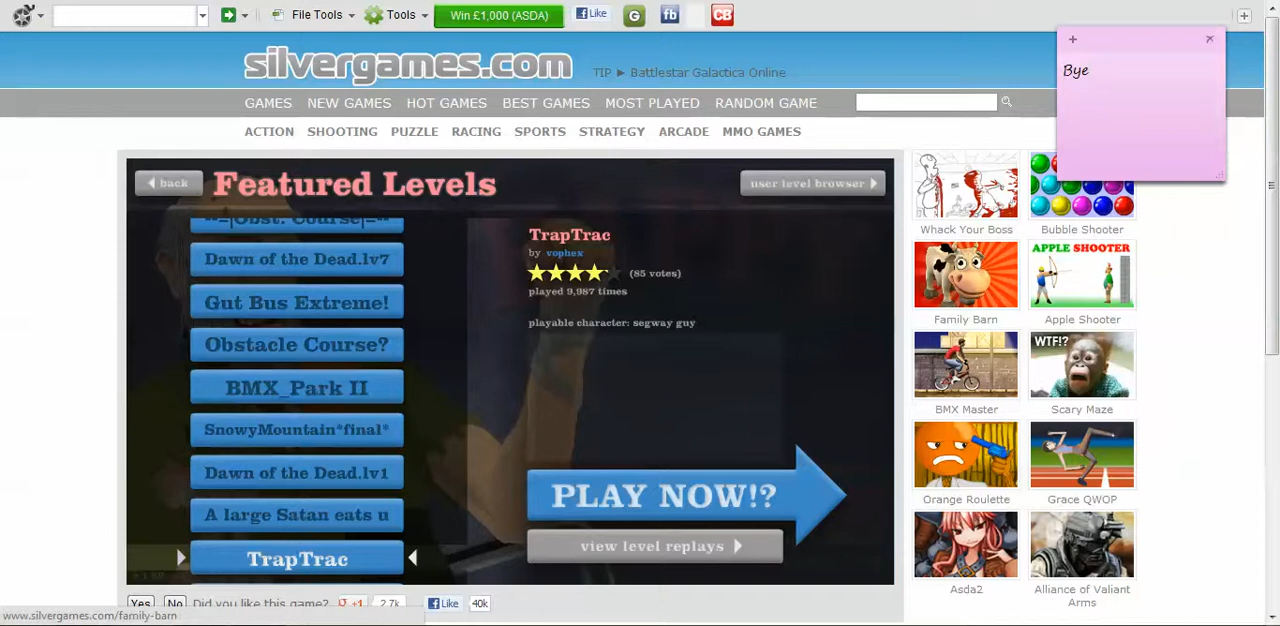 File Tools
Tools
Win £1,000 (ASDA)
Like
G
fb
CB
Bye
silvergames.com
TIP ► Battlestar Galactica Online
GAMES NEW GAMES HOT GAMES BEST GAMES MOST PLAYED RANDOM GAME
ACTION SHOOTING PUZZLE RACING SPORTS STRATEGY ARCADE MMO GAMES
back
Featured Levels
user level browser
--=|Obst. Course|=--
Dawn of the Dead.lv7
Gut Bus Extreme!
Obstacle Course?
BMX_Park II
SnowyMountain*final*
Dawn of the Dead.lv1
A large Satan eats u
TrapTrac
TrapTrac
by vophex
(85 votes)
played 9,987 times
playable character: segway guy
PLAY NOW!?
view level replays
Whack Your Boss
Bubble Shooter
APPLE SHOOTER
Family Barn
Apple Shooter
WTF!?
BMX Master
Scary Maze
Orange Roulette
Grace QWOP
Asda2
Alliance of Valiant
Arms
Yes No Did you like this game? +1 2.7k Like 40k
www.silvergames.com/family-barn